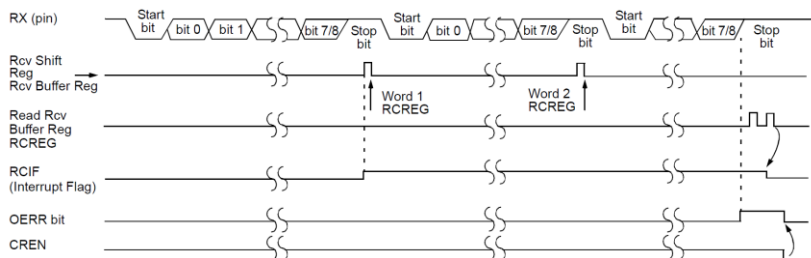 RX (pin)
Start
bit
bit 0
bit 1
bit 7/8
Stop
bit
Start
bit
bit 0
bit 7/8
Stop
bit
Start
bit
bit 7/8
Stop
bit
Rcv Shift
Reg
Rcv Buffer Reg
Word 1
RCREG
Word 2
RCREG
Read Rcv
Buffer Reg
RCREG
RCIF
(Interrupt Flag)
OERR bit
CREN